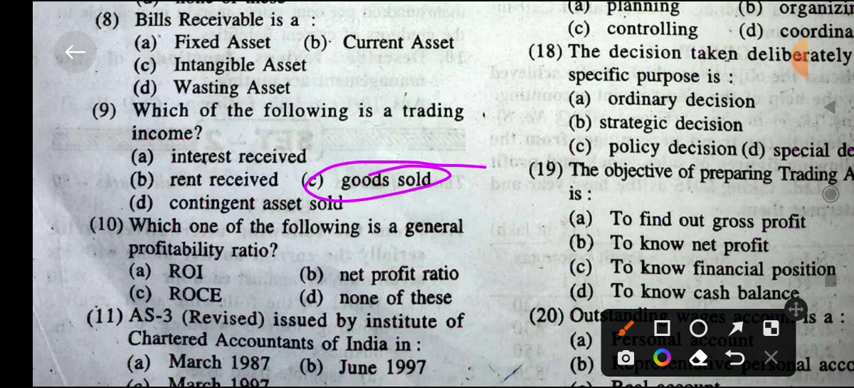 (8) Bills Receivable is a :
(a) Fixed Asset (b) Current Asset
(c) Intangible Asset
(d) Wasting Asset
(9) Which of the following is a trading
income?
(a) interest received
(b) rent received (c) goods sold
(d) contingent asset sold
(10) Which one of the following is a general
profitability ratio?
(a) ROI (b) net profit ratio
(c) ROCE (d) none of these
(11) AS-3 (Revised) issued by institute of
Chartered Accountants of India in :
(a) March 1987 (b) June 1997
(c) March 1997
(a) planning (b) organizin
(c) controlling (d) coordina
(18) The decision taken deliberately
specific purpose is :
(a) ordinary decision
(b) strategic decision
(c) policy decision (d) special de
(19) The objective of preparing Trading A
is :
(a) To find out gross profit
(b) To know net profit
(c) To know financial position
(d) To know cash balance
(20) Outstanding wages account is a :
(a) Personal account
(b) Representative personal acco